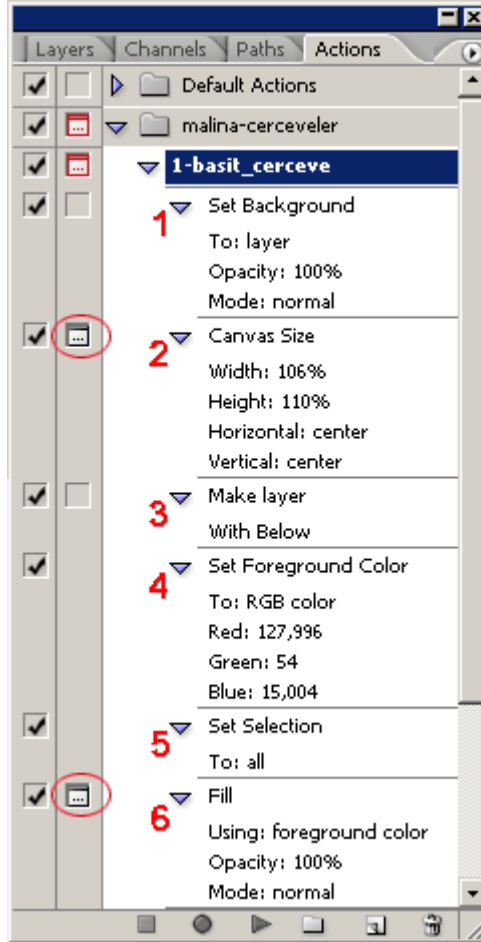 Layers Channels Paths Actions
Default Actions
malina-cerceveler
1-basit_cerceve
1 Set Background
To: layer
Opacity: 100%
Mode: normal
2 Canvas Size
Width: 106%
Height: 110%
Horizontal: center
Vertical: center
3 Make layer
With Below
4 Set Foreground Color
To: RGB color
Red: 127,996
Green: 54
Blue: 15,004
5 Set Selection
To: all
6 Fill
Using: foreground color
Opacity: 100%
Mode: normal